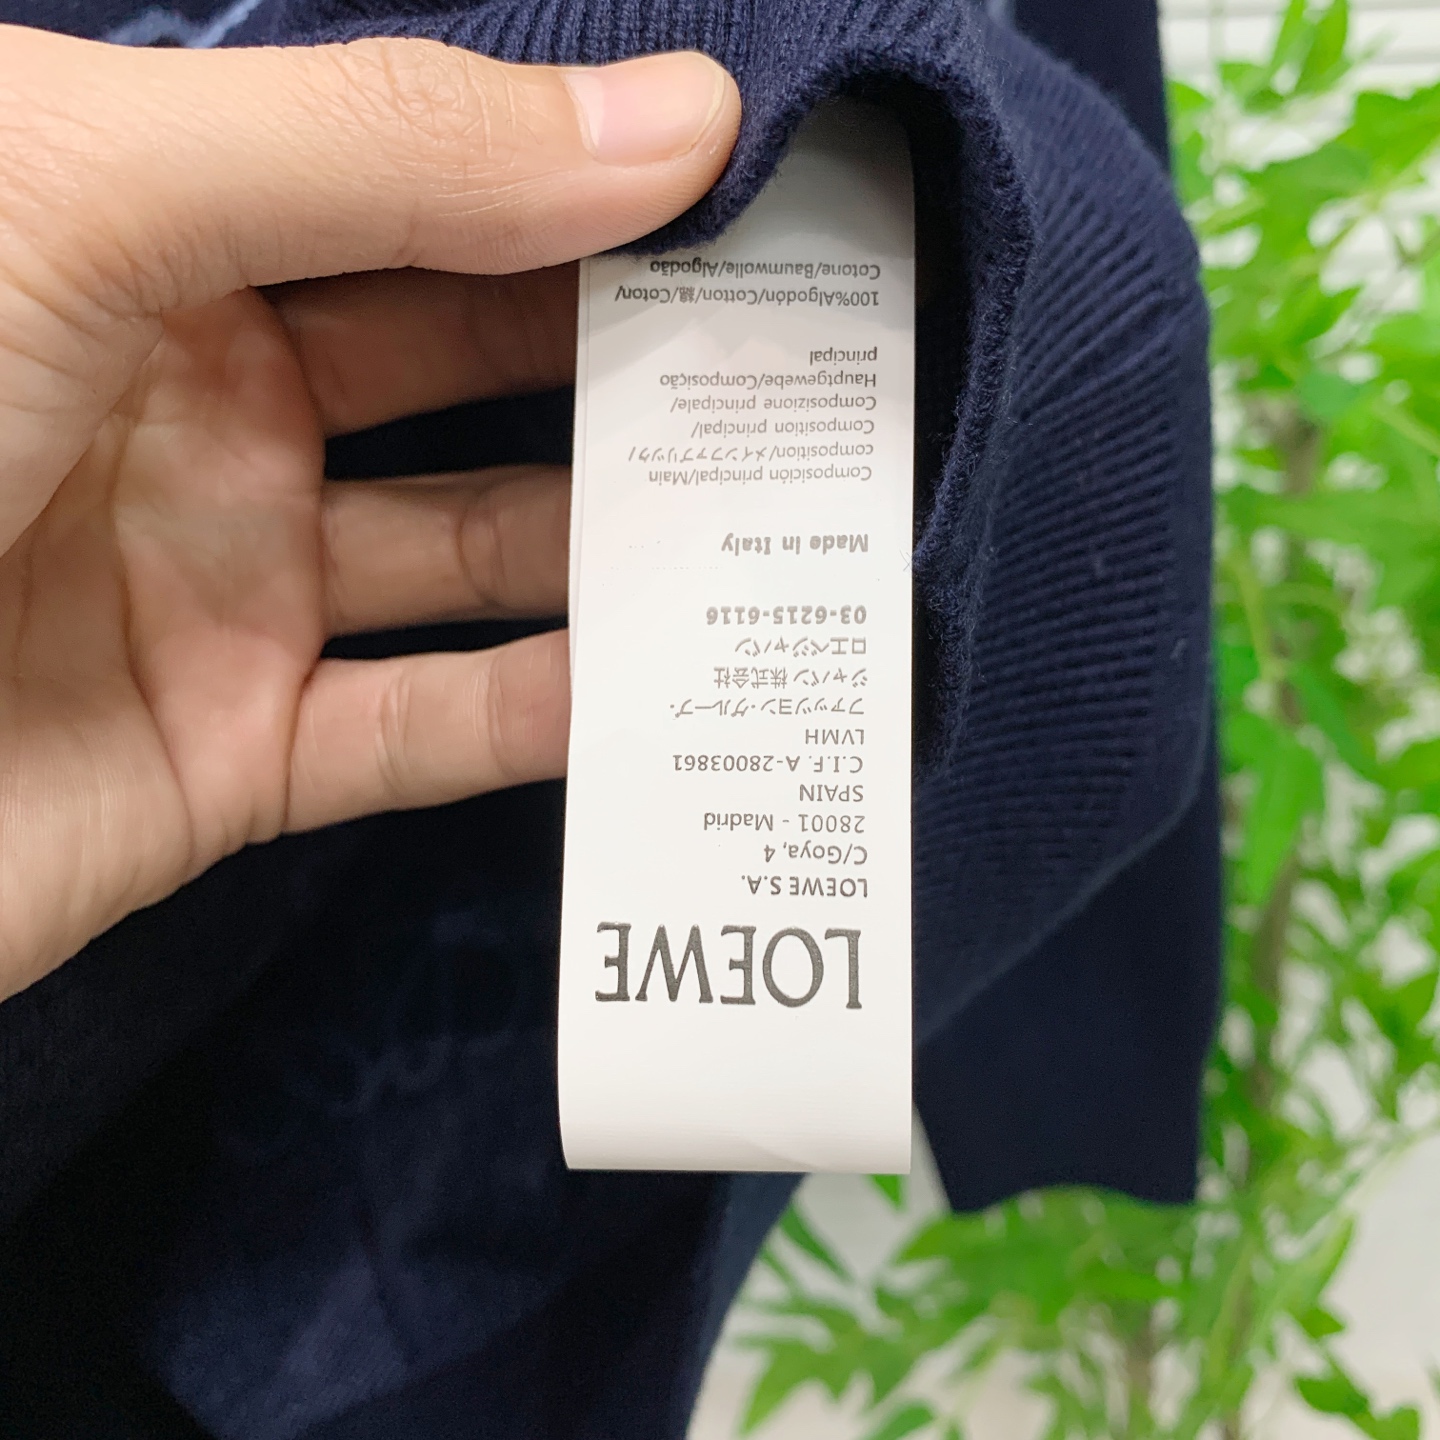 LOEWE
LOEWE S.A.
C/Goya, 4
28001 - Madrid
SPAIN
C.I.F. A-28003861
LVMH
ファッツヨン・グループ・
ジャパン 株式会社
ロエベジャパン
03-6215-6116
Made In Italy
Composición principal/Main
composition/メインファブリック/
Composition principal/
Composizione principale/
Hauptgewebe/Composição
principal
100%Algodón/Cotton/綿/Coton/
Cotone/Baumwolle/Algodão